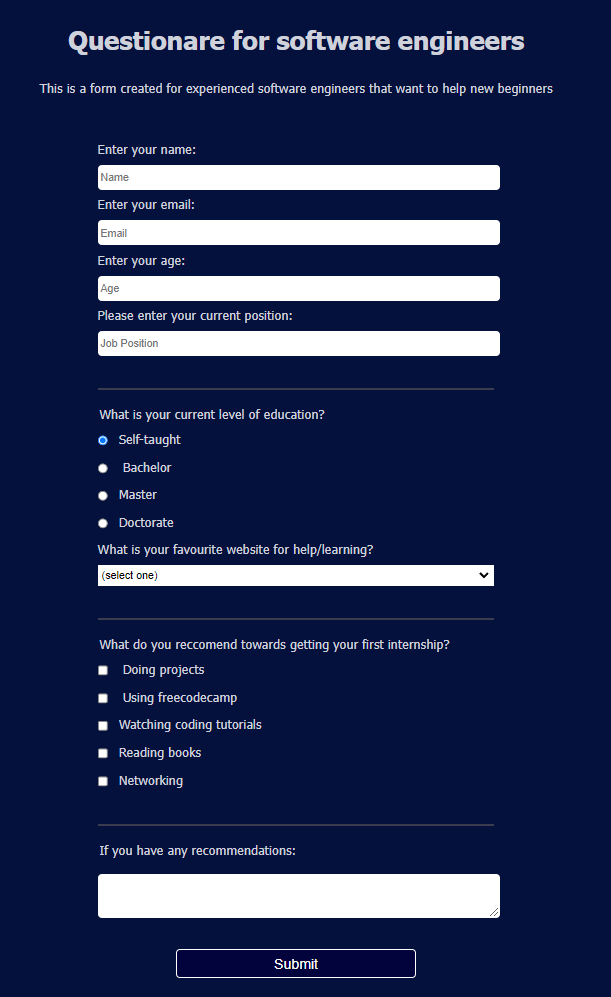 Questionare for software engineers
This is a form created for experienced software engineers that want to help new beginners
Enter your name:
Name
Enter your email:
Email
Enter your age:
Age
Please enter your current position:
Job Position
What is your current level of education?
Self-taught
Bachelor
Master
Doctorate
What is your favourite website for help/learning?
(select one)
What do you reccomend towards getting your first internship?
Doing projects
Using freecodecamp
Watching coding tutorials
Reading books
Networking
If you have any recommendations:
Submit